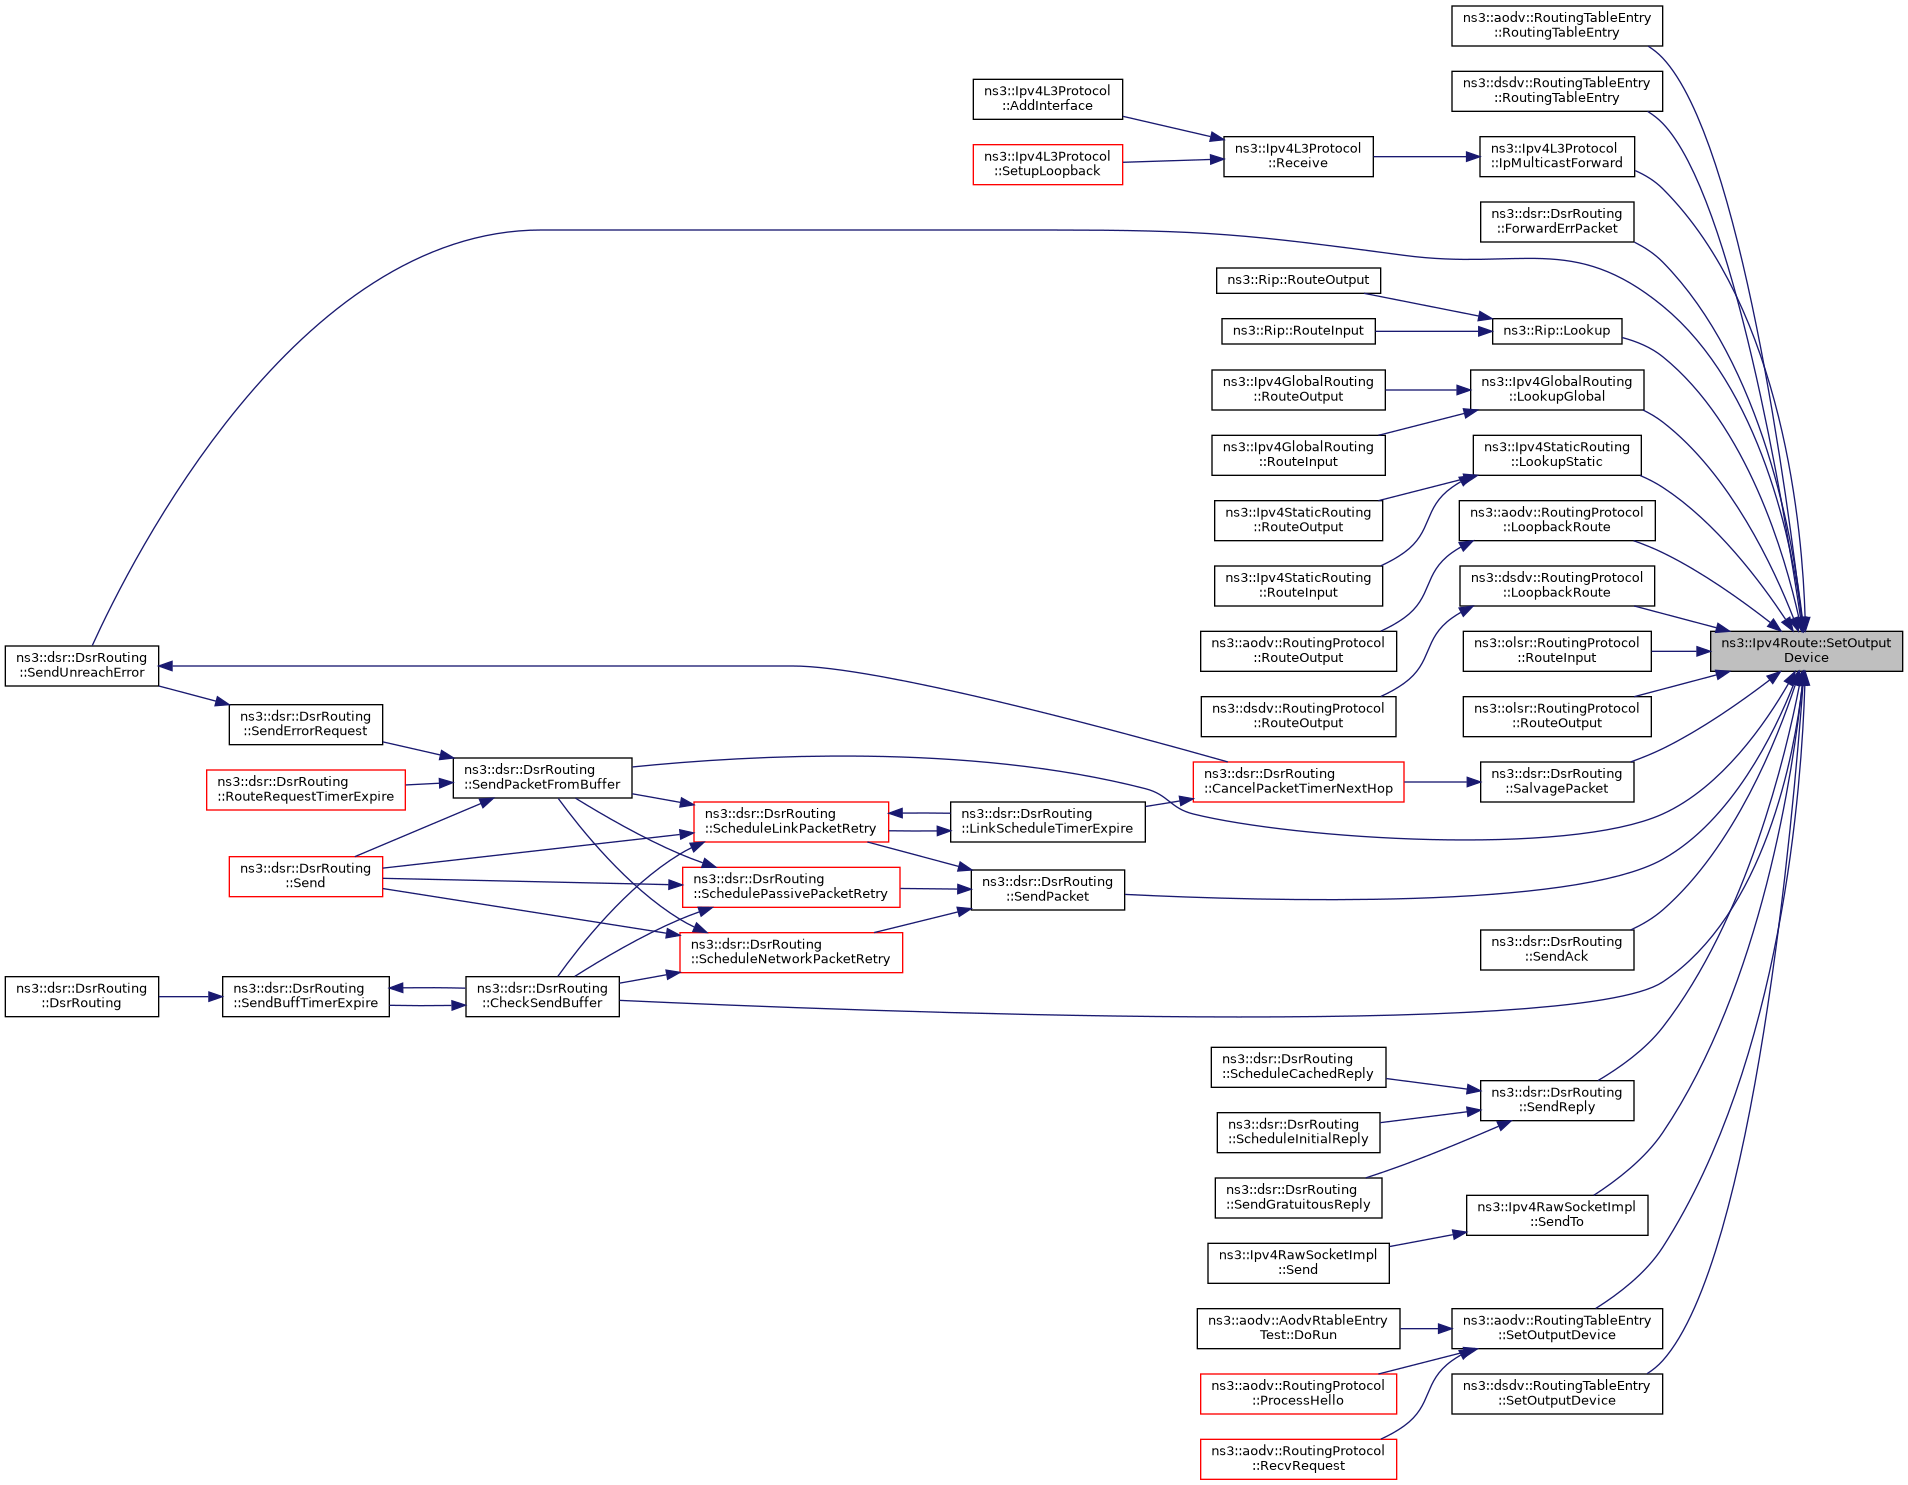 ns3::aodv::RoutingTableEntry
::RoutingTableEntry
ns3::dsdv::RoutingTableEntry
::RoutingTableEntry
ns3::Ipv4L3Protocol
::AddInterface
ns3::Ipv4L3Protocol
::SetupLoopback
ns3::Ipv4L3Protocol
::Receive
ns3::Ipv4L3Protocol
::IpMulticastForward
ns3::dsr::DsrRouting
::ForwardErrPacket
ns3::Rip::RouteOutput
ns3::Rip::RouteInput
ns3::Rip::Lookup
ns3::Ipv4GlobalRouting
::RouteOutput
ns3::Ipv4GlobalRouting
::LookupGlobal
ns3::Ipv4GlobalRouting
::RouteInput
ns3::Ipv4StaticRouting
::LookupStatic
ns3::Ipv4StaticRouting
::RouteOutput
ns3::aodv::RoutingProtocol
::LoopbackRoute
ns3::Ipv4StaticRouting
::RouteInput
ns3::dsdv::RoutingProtocol
::LoopbackRoute
ns3::aodv::RoutingProtocol
::RouteOutput
ns3::olsr::RoutingProtocol
::RouteInput
ns3::Ipv4Route::SetOutput
Device
ns3::dsr::DsrRouting
::SendUnreachError
ns3::dsdv::RoutingProtocol
::RouteOutput
ns3::olsr::RoutingProtocol
::RouteOutput
ns3::dsr::DsrRouting
::SendErrorRequest
ns3::dsr::DsrRouting
::SendPacketFromBuffer
ns3::dsr::DsrRouting
::RouteRequestTimerExpire
ns3::dsr::DsrRouting
::CancelPacketTimerNextHop
ns3::dsr::DsrRouting
::SalvagePacket
ns3::dsr::DsrRouting
::ScheduleLinkPacketRetry
ns3::dsr::DsrRouting
::LinkScheduleTimerExpire
ns3::dsr::DsrRouting
::Send
ns3::dsr::DsrRouting
::SchedulePassivePacketRetry
ns3::dsr::DsrRouting
::SendPacket
ns3::dsr::DsrRouting
::ScheduleNetworkPacketRetry
ns3::dsr::DsrRouting
::SendAck
ns3::dsr::DsrRouting
::DsrRouting
ns3::dsr::DsrRouting
::SendBuffTimerExpire
ns3::dsr::DsrRouting
::CheckSendBuffer
ns3::dsr::DsrRouting
::ScheduleCachedReply
ns3::dsr::DsrRouting
::SendReply
ns3::dsr::DsrRouting
::ScheduleInitialReply
ns3::dsr::DsrRouting
::SendGratuitousReply
ns3::Ipv4RawSocketImpl
::SendTo
ns3::Ipv4RawSocketImpl
::Send
ns3::aodv::AodvRtableEntry
Test::DoRun
ns3::aodv::RoutingTableEntry
::SetOutputDevice
ns3::aodv::RoutingProtocol
::ProcessHello
ns3::dsdv::RoutingTableEntry
::SetOutputDevice
ns3::aodv::RoutingProtocol
::RecvRequest